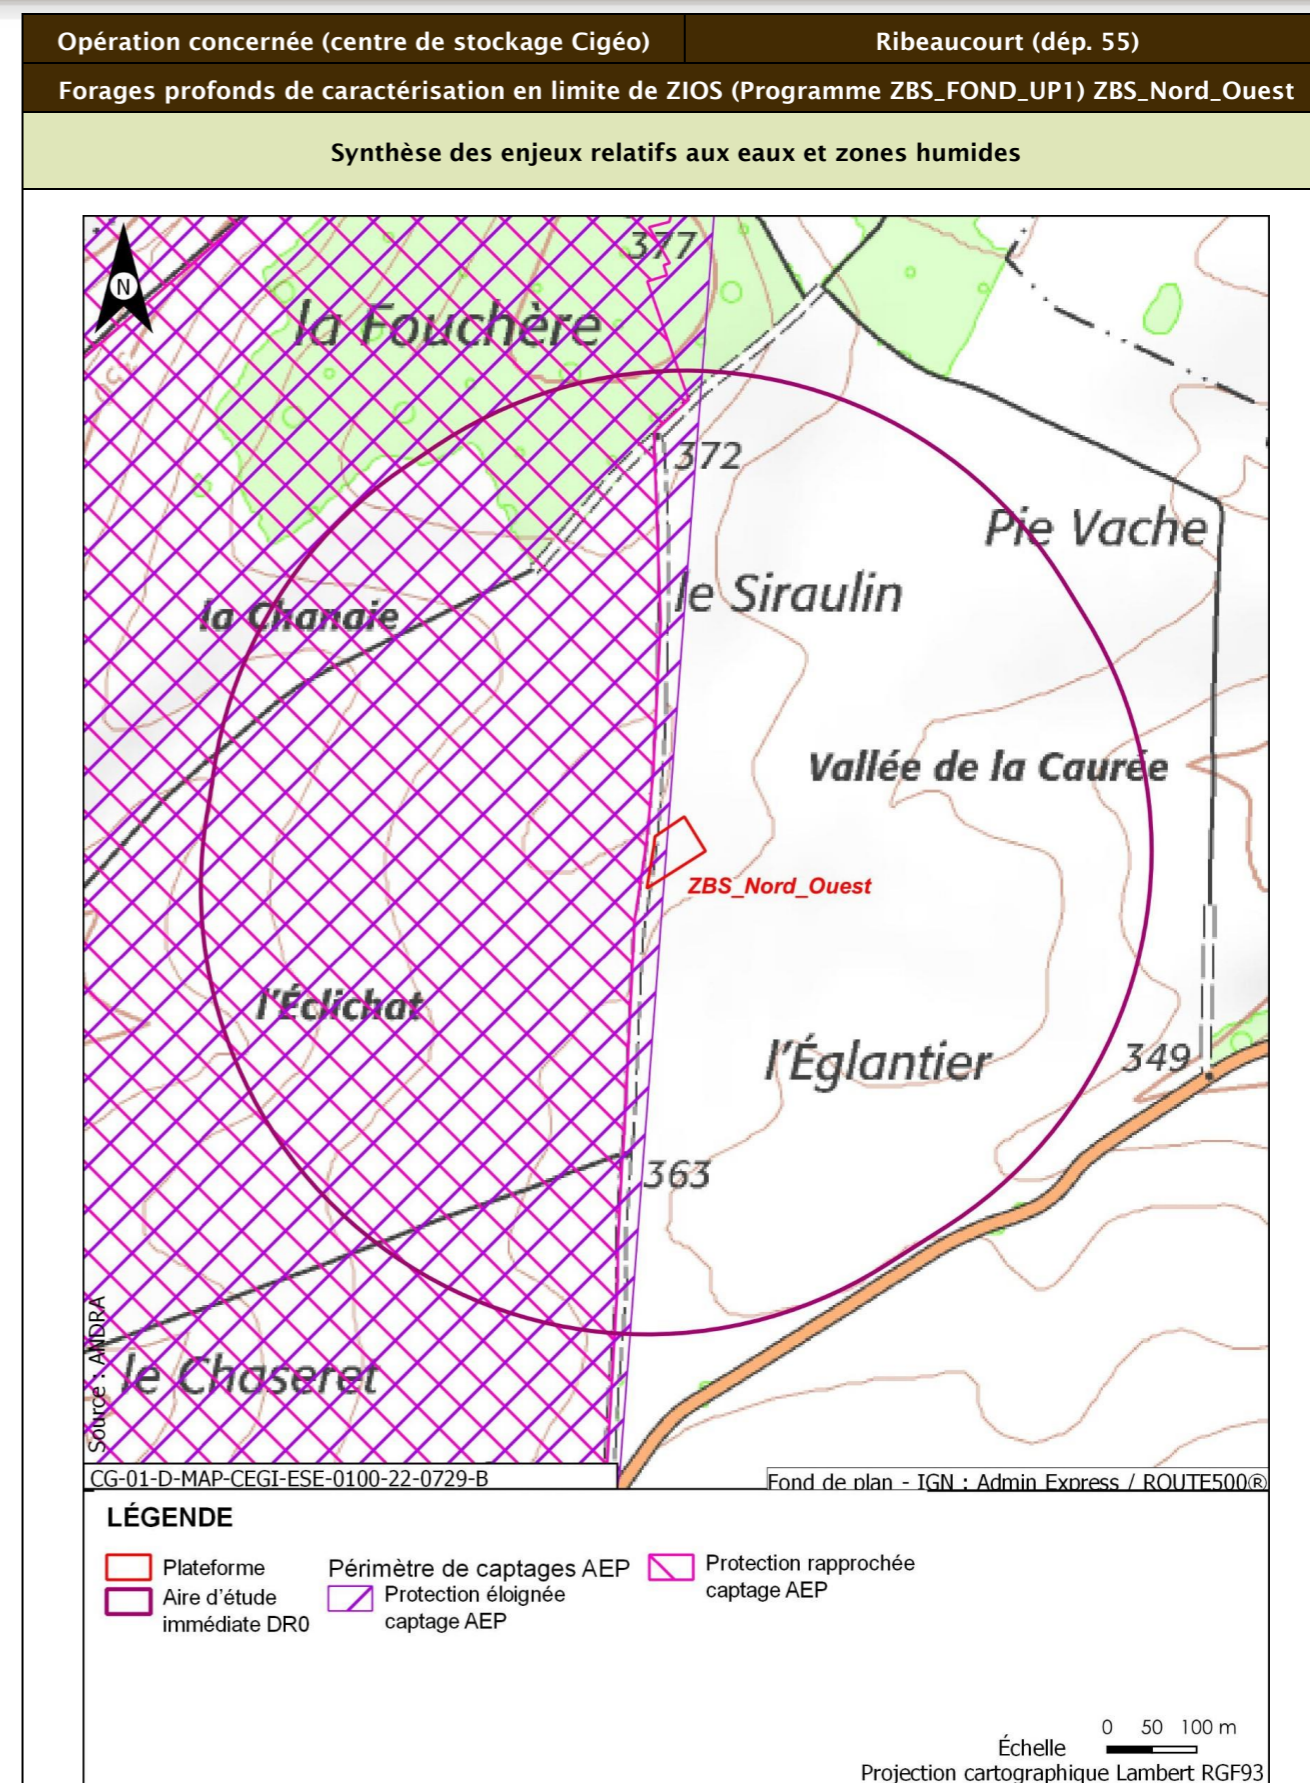 Opération concernée (centre de stockage Cigéo)
Ribeaucourt (dép. 55)
Forages profonds de caractérisation en limite de ZIOS (Programme ZBS_FOND_UP1) ZBS_Nord_Ouest
Synthèse des enjeux relatifs aux eaux et zones humides
377
N
la Fouchère
372
Pie Vache
le Siraulin
la Chanaie
Vallée de la Caurée
ZBS_Nord_Ouest
l'Éclichat
l'Églantier
349
363
le Chaseret
Source : ANDRA
CG-01-D-MAP-CEGI-ESE-0100-22-0729-B
Fond de plan - IGN : Admin Express / ROUTE500®
LÉGENDE
Plateforme
Aire d'étude
immédiate DR0
Périmètre de captages AEP
Protection éloignée
captage AEP
Protection rapprochée
captage AEP
0 50 100 m
Échelle
Projection cartographique Lambert RGF93